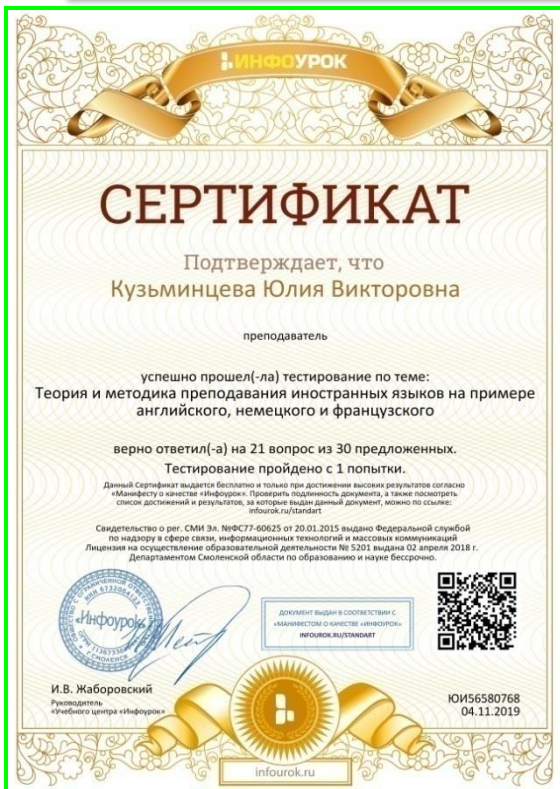 ИНФОУРОК
СЕРТИФИКАТ
Подтверждает, что
Кузьминцева Юлия Викторовна
преподаватель
успешно прошел(-ла) тестирование по теме:
Теория и методика преподавания иностранных языков на примере
английского, немецкого и французского
верно ответил(-а) на 21 вопрос из 30 предложенных.
Тестирование пройдено с 1 попытки.
Данный Сертификат выдается бесплатно и только при достижении высоких результатов согласно
«Манифесту о качестве «Инфоурок». Проверить подлинность документа, а также посмотреть
список достижений и результатов, за которые выдан данный документ, можно по ссылке:
infourok.ru/standart
Свидетельство о рег. СМИ Эл. №ФС77-60625 от 20.01.2015 выдано Федеральной службой
по надзору в сфере связи, информационных технологий и массовых коммуникаций
Лицензия на осуществление образовательной деятельности № 5201 выдана 02 апреля 2018 г.
Департаментом Смоленской области по образованию и науке бессрочно.
«Инфоурок»
ДОКУМЕНТ ВЫДАН В СООТВЕТСТВИИ С
«МАНИФЕСТОМ О КАЧЕСТВЕ «ИНФОУРОК»
INFOUROK.RU/STANDART
И.В. Жаборовский
Руководитель
«Учебного центра «Инфоурок»
ЮИ56580768
04.11.2019
infourok.ru